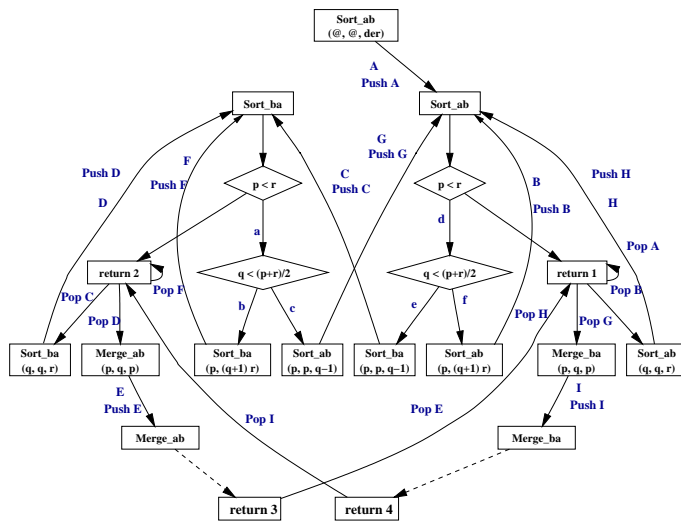 Sort_ab
(@, @, der)
A
Push A
Sort_ba
Sort_ab
G
Push G
F
Push F
C
Push C
Push D
D
Push H
H
B
Push B
p < r
p < r
a
d
Pop A
return 2
Pop F
q < (p+r)/2
q < (p+r)/2
return 1
Pop B
Pop C
Pop D
b
c
e
f
Pop H
Pop G
Sort_ba
(q, q, r)
Merge_ab
(p, q, p)
Sort_ba
(p, (q+1) r)
Sort_ab
(p, p, q−1)
Sort_ba
(p, p, q−1)
Sort_ab
(p, (q+1) r)
Merge_ba
(p, q, p)
Sort_ab
(q, q, r)
E
Push E
Pop I
Pop E
I
Push I
Merge_ab
Merge_ba
return 3
return 4